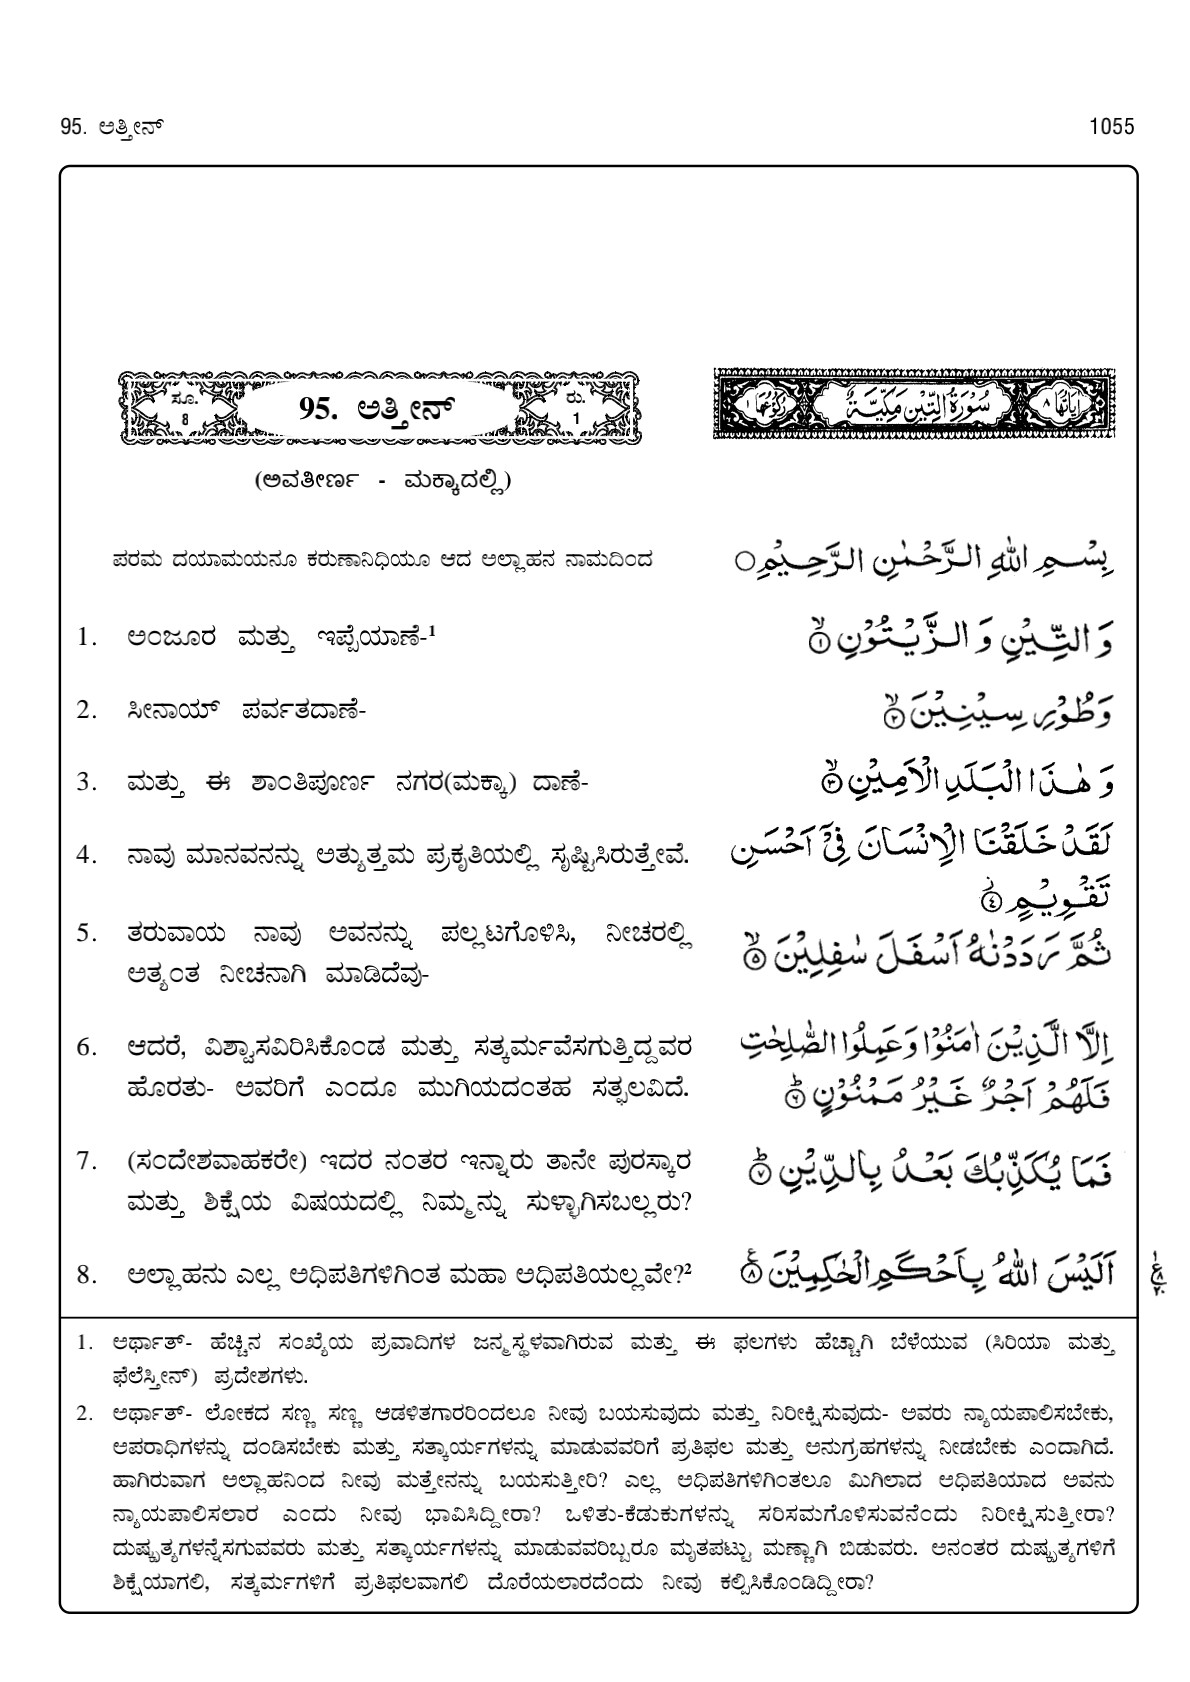 95. ಅತ್ತೀನ್ 1055
ಸೂ. 8
95. ಅತ್ತೀನ್
ರು. 1
اٰيَاتُهَا ٨ سُوْرَةُ التِّيْنِ مَكِّيَّةٌ رُكُوْعُهَا ١
(ಅವತೀರ್ಣ - ಮಕ್ಕಾದಲ್ಲಿ)
ಪರಮ ದಯಾಮಯನೂ ಕರುಣಾನಿಧಿಯೂ ಆದ ಅಲ್ಲಾಹನ ನಾಮದಿಂದ
بِسْمِ اللهِ الرَّحْمٰنِ الرَّحِيْمِ○
1. ಅಂಜೂರ ಮತ್ತು ಇಪ್ಪೆಯಾಣೆ-¹
وَ التِّيْنِ وَ الزَّيْتُوْنِ ۙ﴿١﴾
2. ಸೀನಾಯ್ ಪರ್ವತದಾಣೆ-
وَطُوْرِ سِيْنِيْنَ ۙ﴿٢﴾
3. ಮತ್ತು ಈ ಶಾಂತಿಪೂರ್ಣ ನಗರ(ಮಕ್ಕಾ) ದಾಣೆ-
وَ هٰذَا الْبَلَدِ الْاَمِيْنِ ۙ﴿٣﴾
4. ನಾವು ಮಾನವನನ್ನು ಅತ್ಯುತ್ತಮ ಪ್ರಕೃತಿಯಲ್ಲಿ ಸೃಷ್ಟಿಸಿರುತ್ತೇವೆ.
لَقَدْ خَلَقْنَا الْاِنْسَانَ فِيْٓ اَحْسَنِ
تَقْوِيْمٍ ۫﴿٤﴾
5. ತರುವಾಯ ನಾವು ಅವನನ್ನು ಪಲ್ಲಟಗೊಳಿಸಿ, ನೀಚರಲ್ಲಿ
ಅತ್ಯಂತ ನೀಚನಾಗಿ ಮಾಡಿದೆವು-
ثُمَّ رَدَدْنٰهُ اَسْفَلَ سٰفِلِيْنَ ۙ﴿٥﴾
6. ಆದರೆ, ವಿಶ್ವಾಸವಿರಿಸಿಕೊಂಡ ಮತ್ತು ಸತ್ಕರ್ಮವೆಸಗುತ್ತಿದ್ದವರ
ಹೊರತು- ಅವರಿಗೆ ಎಂದೂ ಮುಗಿಯದಂತಹ ಸತ್ಫಲವಿದೆ.
اِلَّا الَّذِيْنَ اٰمَنُوْا وَعَمِلُوا الصّٰلِحٰتِ
فَلَهُمْ اَجْرٌ غَيْرُ مَمْنُوْنٍ ؕ﴿٦﴾
7. (ಸಂದೇಶವಾಹಕರೇ) ಇದರ ನಂತರ ಇನ್ನಾರು ತಾನೇ ಪುರಸ್ಕಾರ
ಮತ್ತು ಶಿಕ್ಷೆಯ ವಿಷಯದಲ್ಲಿ ನಿಮ್ಮನ್ನು ಸುಳ್ಳಾಗಿಸಬಲ್ಲರು?
فَمَا يُكَذِّبُكَ بَعْدُ بِالدِّيْنِ ؕ﴿٧﴾
8. ಅಲ್ಲಾಹನು ಎಲ್ಲ ಅಧಿಪತಿಗಳಿಗಿಂತ ಮಹಾ ಅಧಿಪತಿಯಲ್ಲವೇ?²
اَلَيْسَ اللهُ بِاَحْكَمِ الْحٰكِمِيْنَ ﴿٨﴾
1. ಅರ್ಥಾತ್- ಹೆಚ್ಚಿನ ಸಂಖ್ಯೆಯ ಪ್ರವಾದಿಗಳ ಜನ್ಮಸ್ಥಳವಾಗಿರುವ ಮತ್ತು ಈ ಫಲಗಳು ಹೆಚ್ಚಾಗಿ ಬೆಳೆಯುವ (ಸಿರಿಯಾ ಮತ್ತು
ಫೆಲೆಸ್ತೀನ್) ಪ್ರದೇಶಗಳು.
2. ಅರ್ಥಾತ್- ಲೋಕದ ಸಣ್ಣ ಸಣ್ಣ ಆಡಳಿತಗಾರರಿಂದಲೂ ನೀವು ಬಯಸುವುದು ಮತ್ತು ನಿರೀಕ್ಷಿಸುವುದು- ಅವರು ನ್ಯಾಯಪಾಲಿಸಬೇಕು,
ಅಪರಾಧಿಗಳನ್ನು ದಂಡಿಸಬೇಕು ಮತ್ತು ಸತ್ಕಾರ್ಯಗಳನ್ನು ಮಾಡುವವರಿಗೆ ಪ್ರತಿಫಲ ಮತ್ತು ಅನುಗ್ರಹಗಳನ್ನು ನೀಡಬೇಕು ಎಂದಾಗಿದೆ.
ಹಾಗಿರುವಾಗ ಅಲ್ಲಾಹನಿಂದ ನೀವು ಮತ್ತೇನನ್ನು ಬಯಸುತ್ತೀರಿ? ಎಲ್ಲ ಅಧಿಪತಿಗಳಿಗಿಂತಲೂ ಮಿಗಿಲಾದ ಅಧಿಪತಿಯಾದ ಅವನು
ನ್ಯಾಯಪಾಲಿಸಲಾರ ಎಂದು ನೀವು ಭಾವಿಸಿದ್ದೀರಾ? ಒಳಿತು-ಕೆಡುಕುಗಳನ್ನು ಸರಿಸಮಗೊಳಿಸುವನೆಂದು ನಿರೀಕ್ಷಿಸುತ್ತೀರಾ?
ದುಷ್ಕೃತ್ಯಗಳನ್ನೆಸಗುವವರು ಮತ್ತು ಸತ್ಕಾರ್ಯಗಳನ್ನು ಮಾಡುವವರಿಬ್ಬರೂ ಮೃತಪಟ್ಟು ಮಣ್ಣಾಗಿ ಬಿಡುವರು. ಅನಂತರ ದುಷ್ಕೃತ್ಯಗಳಿಗೆ
ಶಿಕ್ಷೆಯಾಗಲಿ, ಸತ್ಕರ್ಮಗಳಿಗೆ ಪ್ರತಿಫಲವಾಗಲಿ ದೊರೆಯಲಾರದೆಂದು ನೀವು ಕಲ್ಪಿಸಿಕೊಂಡಿದ್ದೀರಾ?